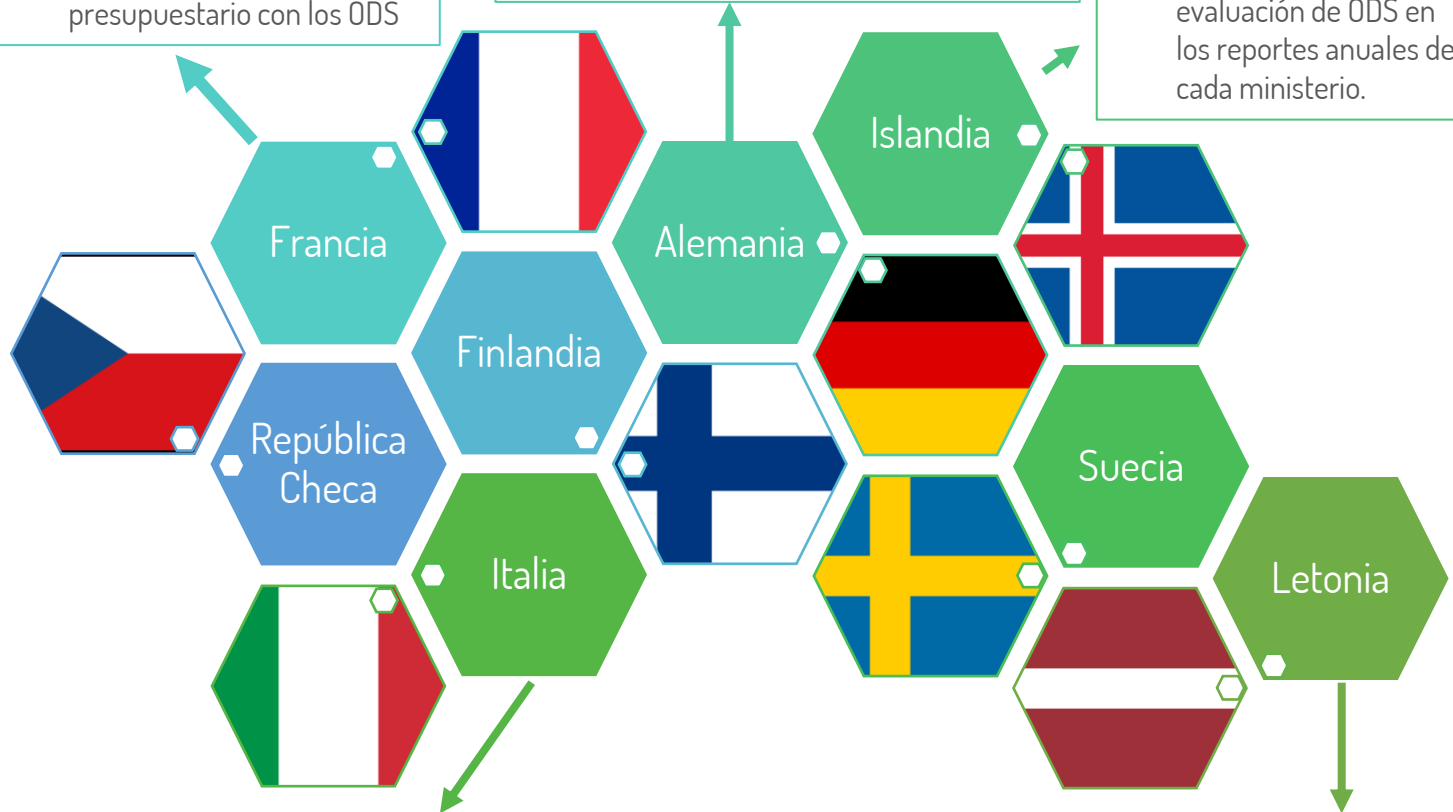 presupuestario con los ODS
evaluación de ODS en
los reportes anuales de
cada ministerio.
Islandia
Francia
Alemania
Finlandia
República
Checa
Suecia
Italia
Letonia